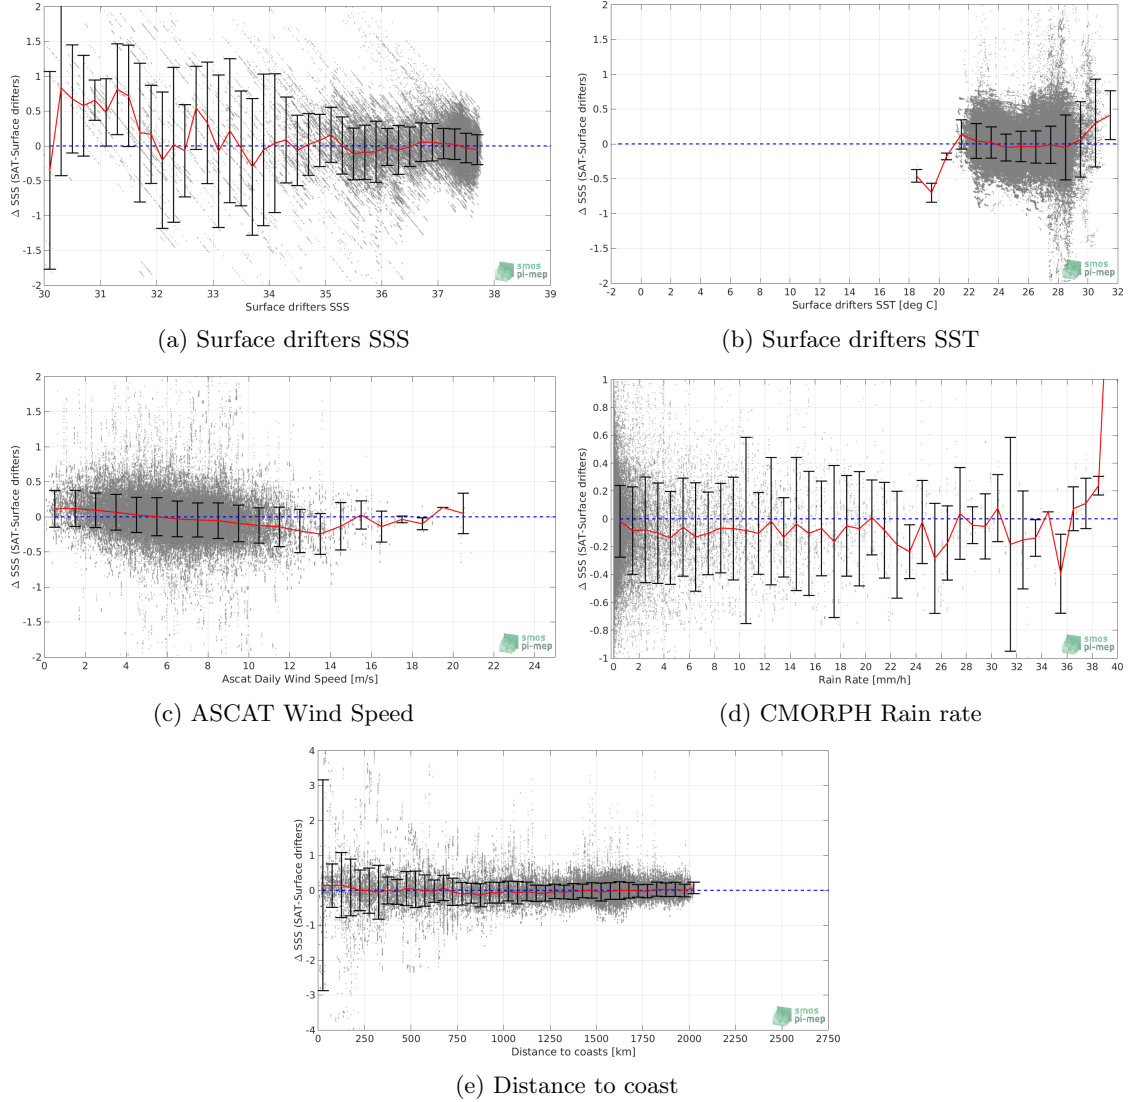 Δ SSS (SAT-Surface drifters)
2
1.5
1
0.5
0
-0.5
-1
-1.5
-2
30 31 32 33 34 35 36 37 38 39
Surface drifters SSS
smos
pi-mep
(a) Surface drifters SSS
Δ SSS (SAT-Surface drifters)
2
1.5
1
0.5
0
-0.5
-1
-1.5
-2
-2 0 2 4 6 8 10 12 14 16 18 20 22 24 26 28 30 32
Surface drifters SST [deg C]
smos
pi-mep
(b) Surface drifters SST
Δ SSS (SAT-Surface drifters)
2
1.5
1
0.5
0
-0.5
-1
-1.5
-2
0 2 4 6 8 10 12 14 16 18 20 22 24
Ascat Daily Wind Speed [m/s]
smos
pi-mep
(c) ASCAT Wind Speed
Δ SSS (SAT-Surface drifters)
1
0.8
0.6
0.4
0.2
0
-0.2
-0.4
-0.6
-0.8
-1
0 2 4 6 8 10 12 14 16 18 20 22 24 26 28 30 32 34 36 38 40
Rain Rate [mm/h]
smos
pi-mep
(d) CMORPH Rain rate
Δ SSS (SAT-Surface drifters)
4
3
2
1
0
-1
-2
-3
-4
0 250 500 750 1000 1250 1500 1750 2000 2250 2500 2750
Distance to coasts [km]
smos
pi-mep
(e) Distance to coast